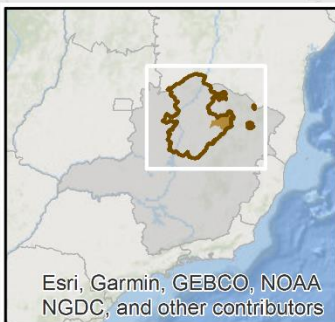 Esri, Garmin, GEBCO, NOAA
NGDC, and other contributors